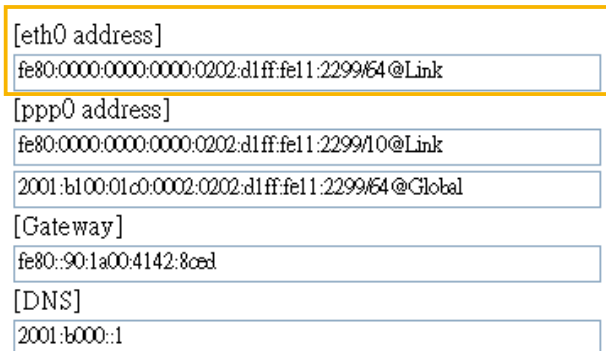 [eth0 address]
fe80:0000:0000:0000:0202:d1ff:fe11:2299/64@Link
[ppp0 address]
fe80:0000:0000:0000:0202:d1ff:fe11:2299/10@Link
2001:b100:01c0:0002:0202:d1ff:fe11:2299/64@Global
[Gateway]
fe80::90:1a00:4142:8ced
[DNS]
2001:b000::1